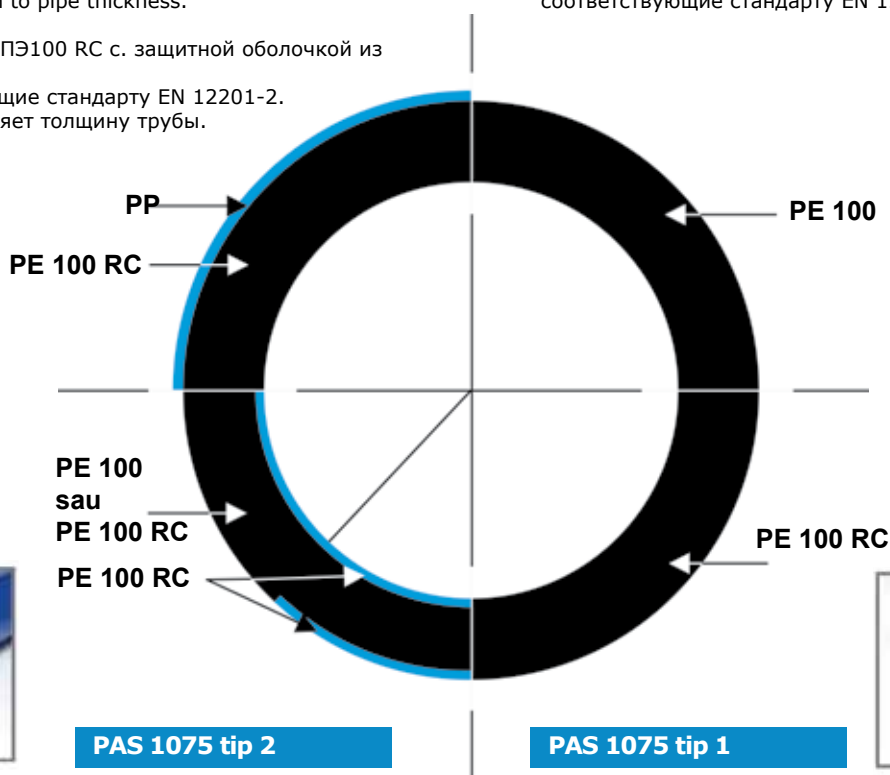 to pipe thickness.
соответствующие стандарту EN 1
ПЭ100 RC с. защитной оболочкой из
щие стандарту EN 12201-2.
яет толщину трубы.
PP
PE 100
PE 100 RC
PE 100
sau
PE 100 RC
PE 100 RC
PE 100 RC
PAS 1075 tip 2
PAS 1075 tip 1